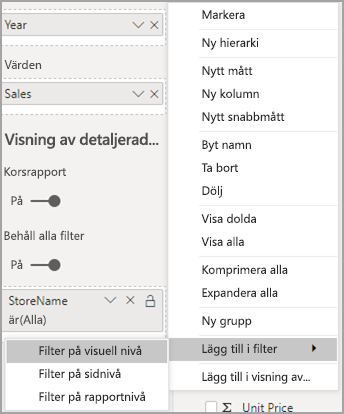 Year
Värden
Sales
Visning av detaljerad...
Korsrapport
På
Behåll alla filter
På
StoreName
är(Alla)
Markera
Ny hierarki
Nytt mått
Ny kolumn
Nytt snabbmått
Byt namn
Ta bort
Dölj
Visa dolda
Visa alla
Komprimera alla
Expandera alla
Ny grupp
Lägg till i filter
Lägg till i visning av...
Filter på visuell nivå
Filter på sidnivå
Filter på rapportnivå
Σ Unit Price